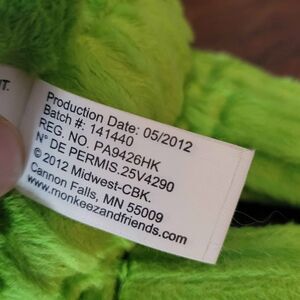 NT.
Production Date: 05/2012
Batch #: 141440
REG. NO. PA9426HK
N° DE PERMIS.25V4290
© 2012 Midwest-CBK.
Cannon Falls, MN 55009
www.monkeezandfriends.com